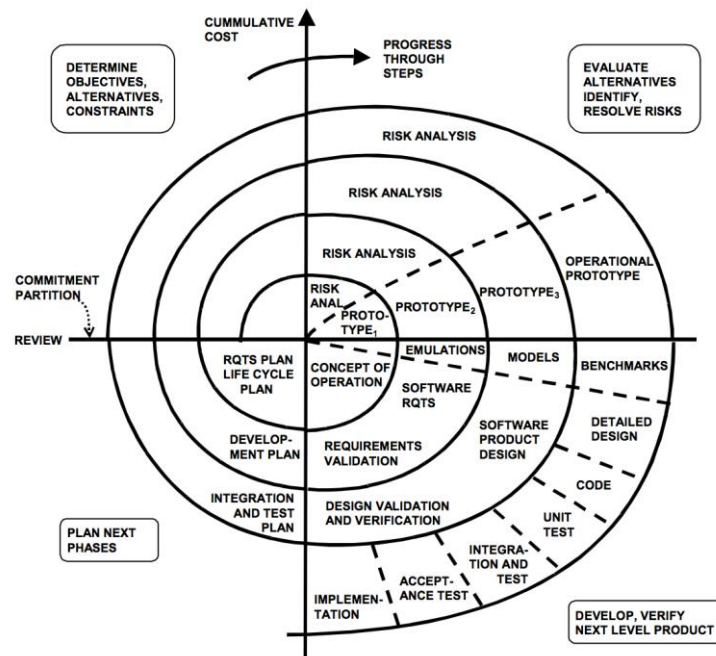 CUMMULATIVE
COST
PROGRESS
THROUGH
STEPS
DETERMINE
OBJECTIVES,
ALTERNATIVES,
CONSTRAINTS
EVALUATE
ALTERNATIVES
IDENTIFY,
RESOLVE RISKS
RISK ANALYSIS
RISK ANALYSIS
RISK ANALYSIS
RISK
ANAL.
PROTO-
TYPE1
PROTOTYPE2
PROTOTYPE3
OPERATIONAL
PROTOTYPE
COMMITMENT
PARTITION
REVIEW
EMULATIONS
MODELS
BENCHMARKS
RQTS PLAN
LIFE CYCLE
PLAN
CONCEPT OF
OPERATION
SOFTWARE
RQTS
SOFTWARE
PRODUCT
DESIGN
DETAILED
DESIGN
DEVELOP-
MENT PLAN
REQUIREMENTS
VALIDATION
CODE
INTEGRATION
AND TEST
PLAN
DESIGN VALIDATION
AND VERIFICATION
UNIT
TEST
PLAN NEXT
PHASES
INTEGRA-
TION AND
TEST
ACCEPT-
ANCE TEST
IMPLEMEN-
TATION
DEVELOP, VERIFY
NEXT LEVEL PRODUCT